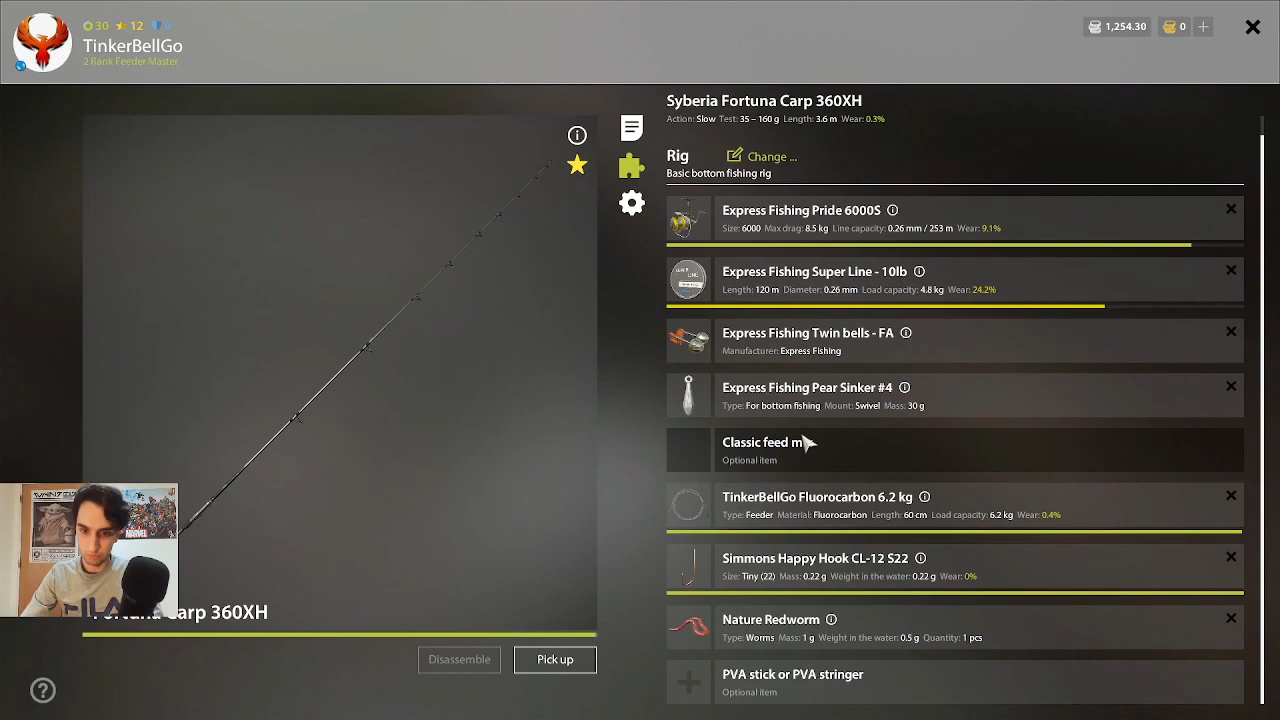 30 12 0
TinkerBellGo
2 Rank Feeder Master
1,254.30
0
Syberia Fortuna Carp 360XH
Action: Slow Test: 35 – 160 g Length: 3.6 m Wear: 0.3%
Rig
Change ...
Basic bottom fishing rig
Express Fishing Pride 6000S
Size: 6000 Max drag: 8.5 kg Line capacity: 0.26 mm / 253 m Wear: 9.1%
Express Fishing Super Line - 10lb
Length: 120 m Diameter: 0.26 mm Load capacity: 4.8 kg Wear: 24.2%
Express Fishing Twin bells - FA
Manufacturer: Express Fishing
Express Fishing Pear Sinker #4
Type: For bottom fishing Mount: Swivel Mass: 30 g
Classic feed m
Optional item
TinkerBellGo Fluorocarbon 6.2 kg
Type: Feeder Material: Fluorocarbon Length: 60 cm Load capacity: 6.2 kg Wear: 0.4%
Simmons Happy Hook CL-12 S22
Size: Tiny (22) Mass: 0.22 g Weight in the water: 0.22 g Wear: 0%
Nature Redworm
Type: Worms Mass: 1 g Weight in the water: 0.5 g Quantity: 1 pcs
PVA stick or PVA stringer
Optional item
MARVEL
Carp 360XH
Disassemble
Pick up
?